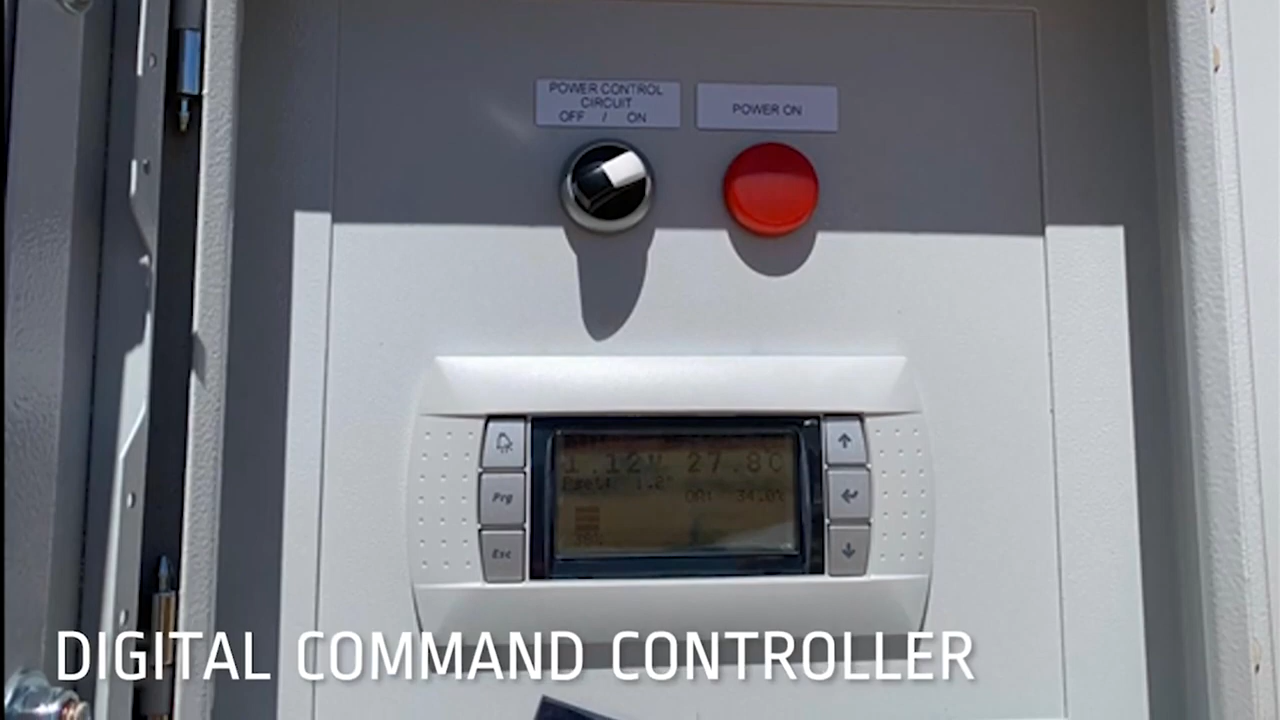 POWER CONTROL
CIRCUIT
OFF / ON
POWER ON
27.8C
Prg
Esc
DIGITAL COMMAND CONTROLLER